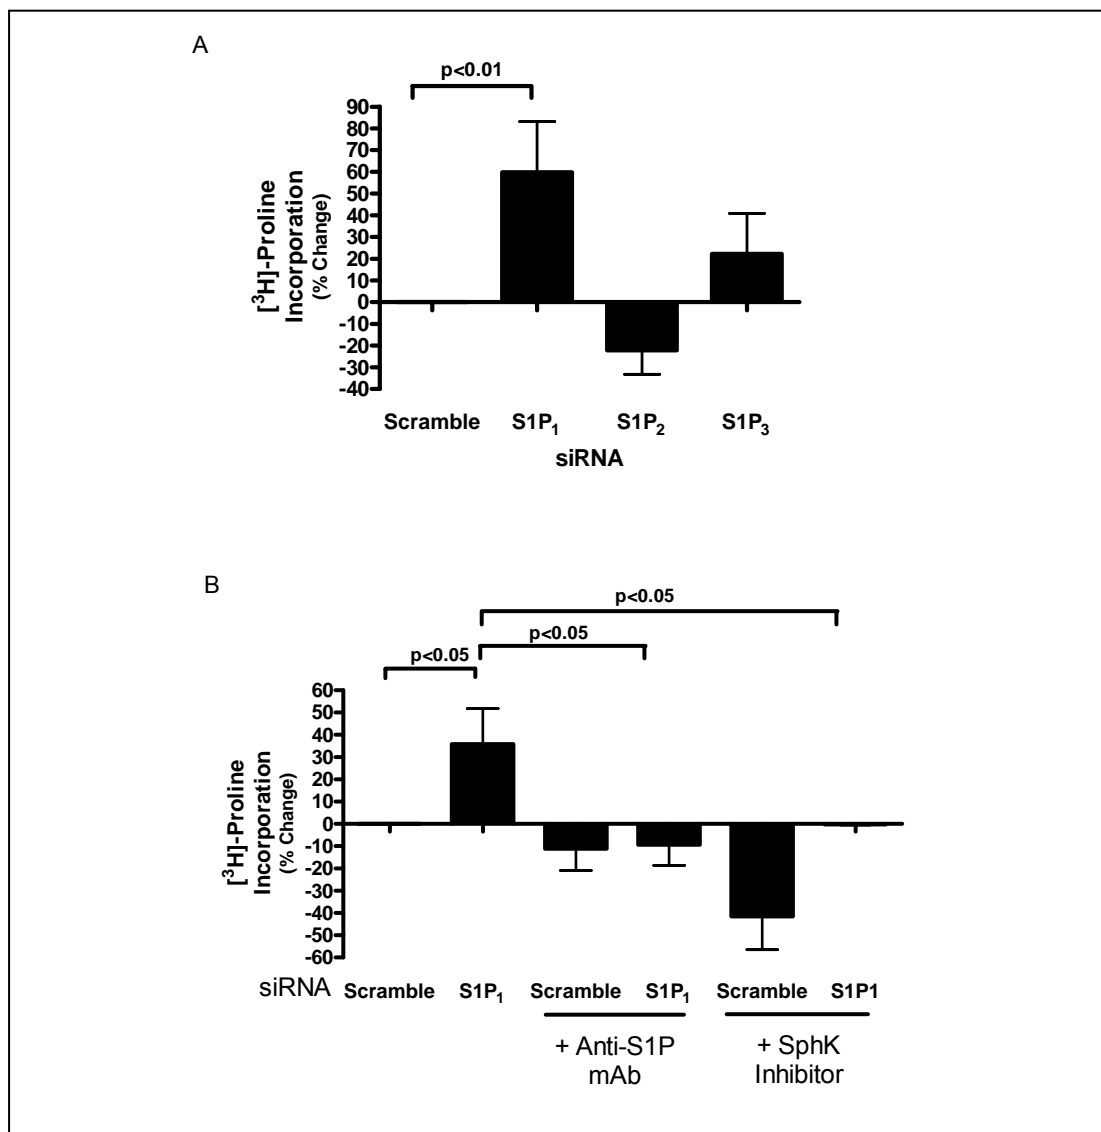 A
p<0.01
[³H]-Proline
Incorporation
(% Change)
90
80
70
60
50
40
30
20
10
0
-10
-20
-30
-40
Scramble S1P₁ S1P₂ S1P₃
siRNA
B
p<0.05
p<0.05
p<0.05
[³H]-Proline
Incorporation
(% Change)
60
50
40
30
20
10
0
-10
-20
-30
-40
-50
-60
siRNA Scramble S1P₁ Scramble S1P₁ Scramble S1P1
+ Anti-S1P + SphK
mAb Inhibitor